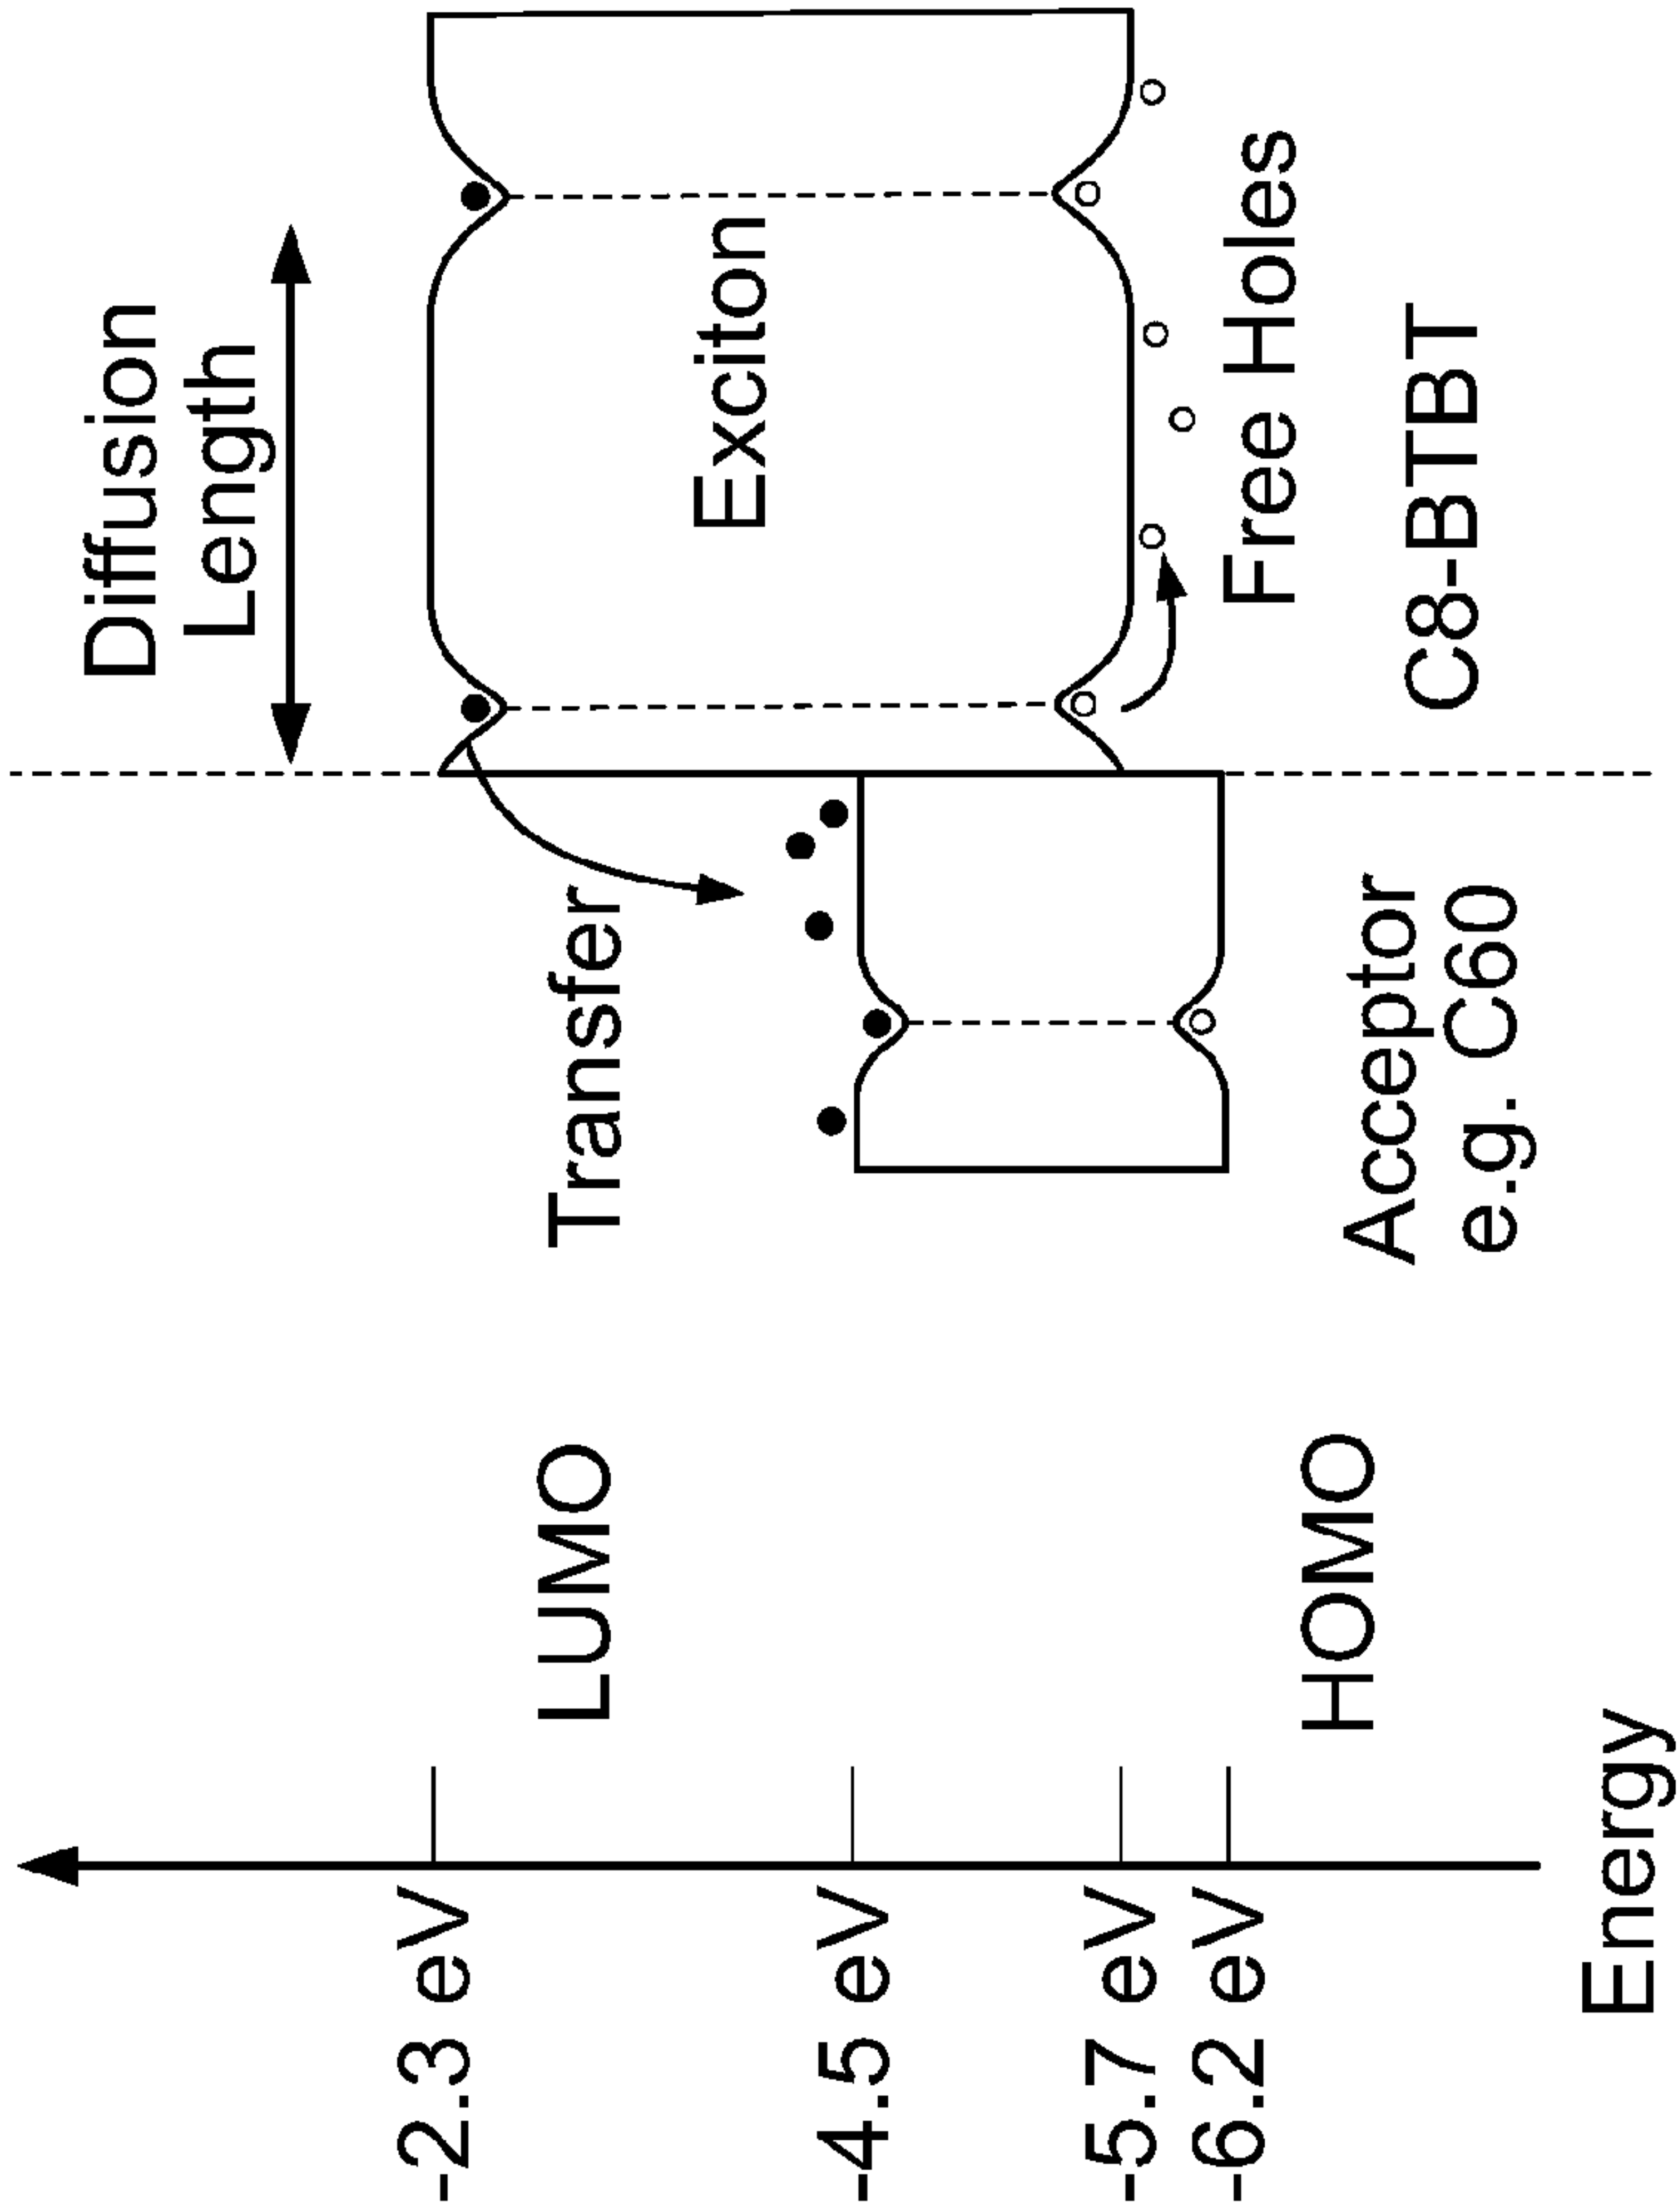 Diffusion
Length
-2.3 eV
LUMO
Transfer
Exciton
-4.5 eV
-5.7 eV
-6.2 eV
HOMO
Free Holes
Acceptor
e.g. C60
C8-BTBT
Energy